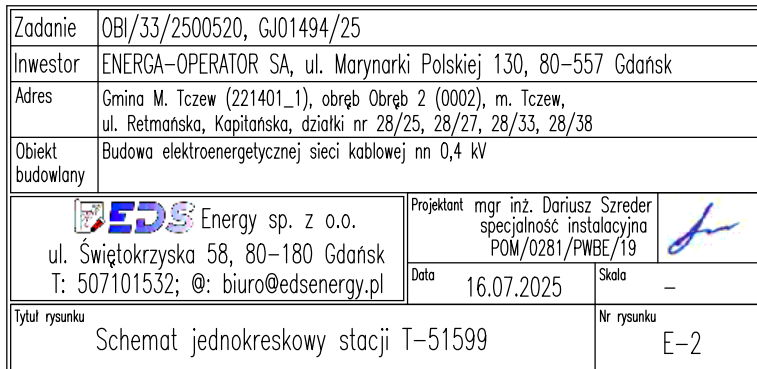 Zadanie OBI/33/2500520, GJ01494/25
Inwestor ENERGA-OPERATOR SA, ul. Marynarki Polskiej 130, 80-557 Gdańsk
Adres Gmina M. Tczew (221401_1), obręb Obręb 2 (0002), m. Tczew,
ul. Retmańska, Kapitańska, działki nr 28/25, 28/27, 28/33, 28/38
Obiekt budowlany Budowa elektroenergetycznej sieci kablowej nn 0,4 kV
EDS Energy sp. z o.o.
ul. Świętokrzyska 58, 80-180 Gdańsk
T: 507101532; @: biuro@edsenergy.pl
Projektant mgr inż. Dariusz Szreder
specjalność instalacyjna
POM/0281/PWBE/19
Data 16.07.2025
Skala -
Tytuł rysunku Schemat jednokreskowy stacji T-51599
Nr rysunku E-2